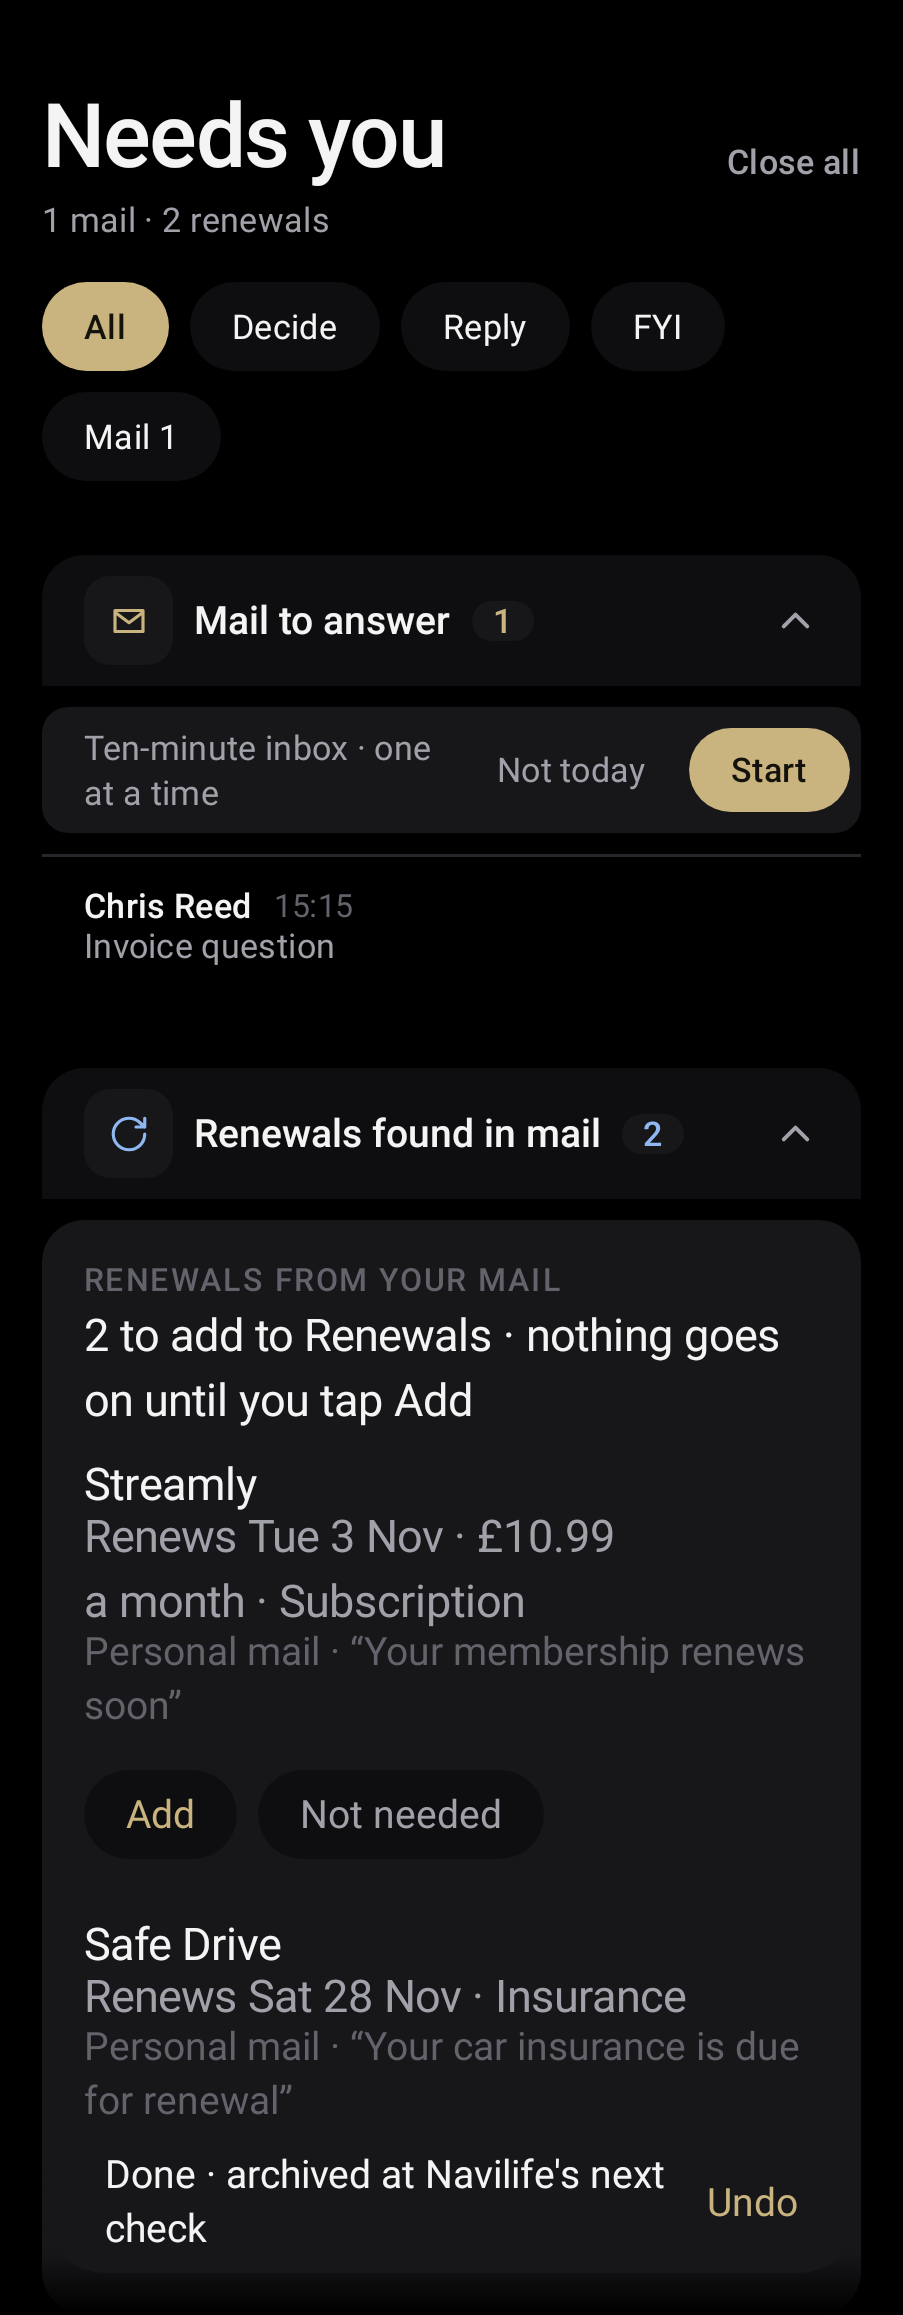 Needs you
Close all
1 mail · 2 renewals
All
Decide
Reply
FYI
Mail 1
Mail to answer 1
Ten-minute inbox · one
at a time
Not today
Start
Chris Reed 15:15
Invoice question
Renewals found in mail 2
RENEWALS FROM YOUR MAIL
2 to add to Renewals · nothing goes
on until you tap Add
Streamly
Renews Tue 3 Nov · £10.99
a month · Subscription
Personal mail · “Your membership renews
soon”
Add
Not needed
Safe Drive
Renews Sat 28 Nov · Insurance
Personal mail · “Your car insurance is due
for renewal”
Done · archived at Navilife's next
check
Undo